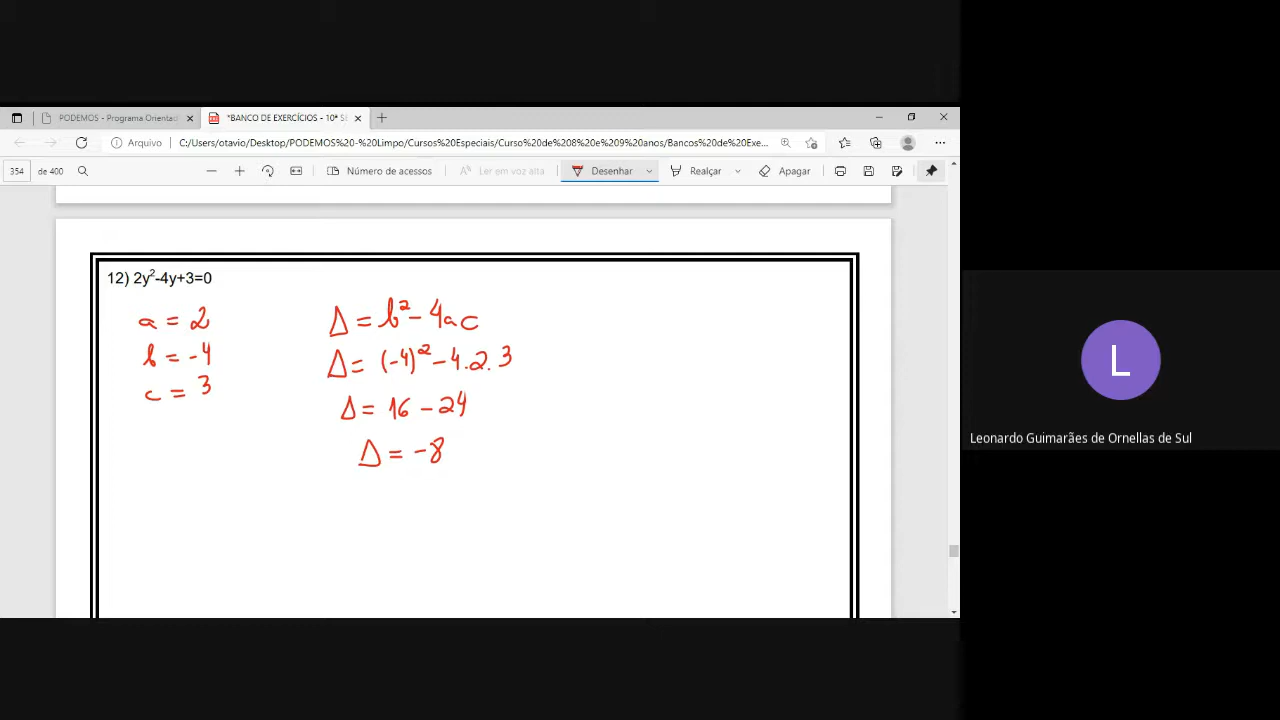 PODEMOS - Programa Orientad
*BANCO DE EXERCÍCIOS - 10ª SE
Arquivo
C:/Users/otavio/Desktop/PODEMOS%20-%20Limpo/Cursos%20Especiais/Curso%20de%208%20e%209%20anos/Bancos%20de%20Exe...
354
de 400
Número de acessos
Ler em voz alta
Desenhar
Realçar
Apagar
12) 2y²-4y+3=0
a = 2
b = -4
c = 3
Δ = b² - 4ac
Δ = (-4)² - 4.2.3
Δ = 16 - 24
Δ = -8
L
Leonardo Guimarães de Ornellas de Sul